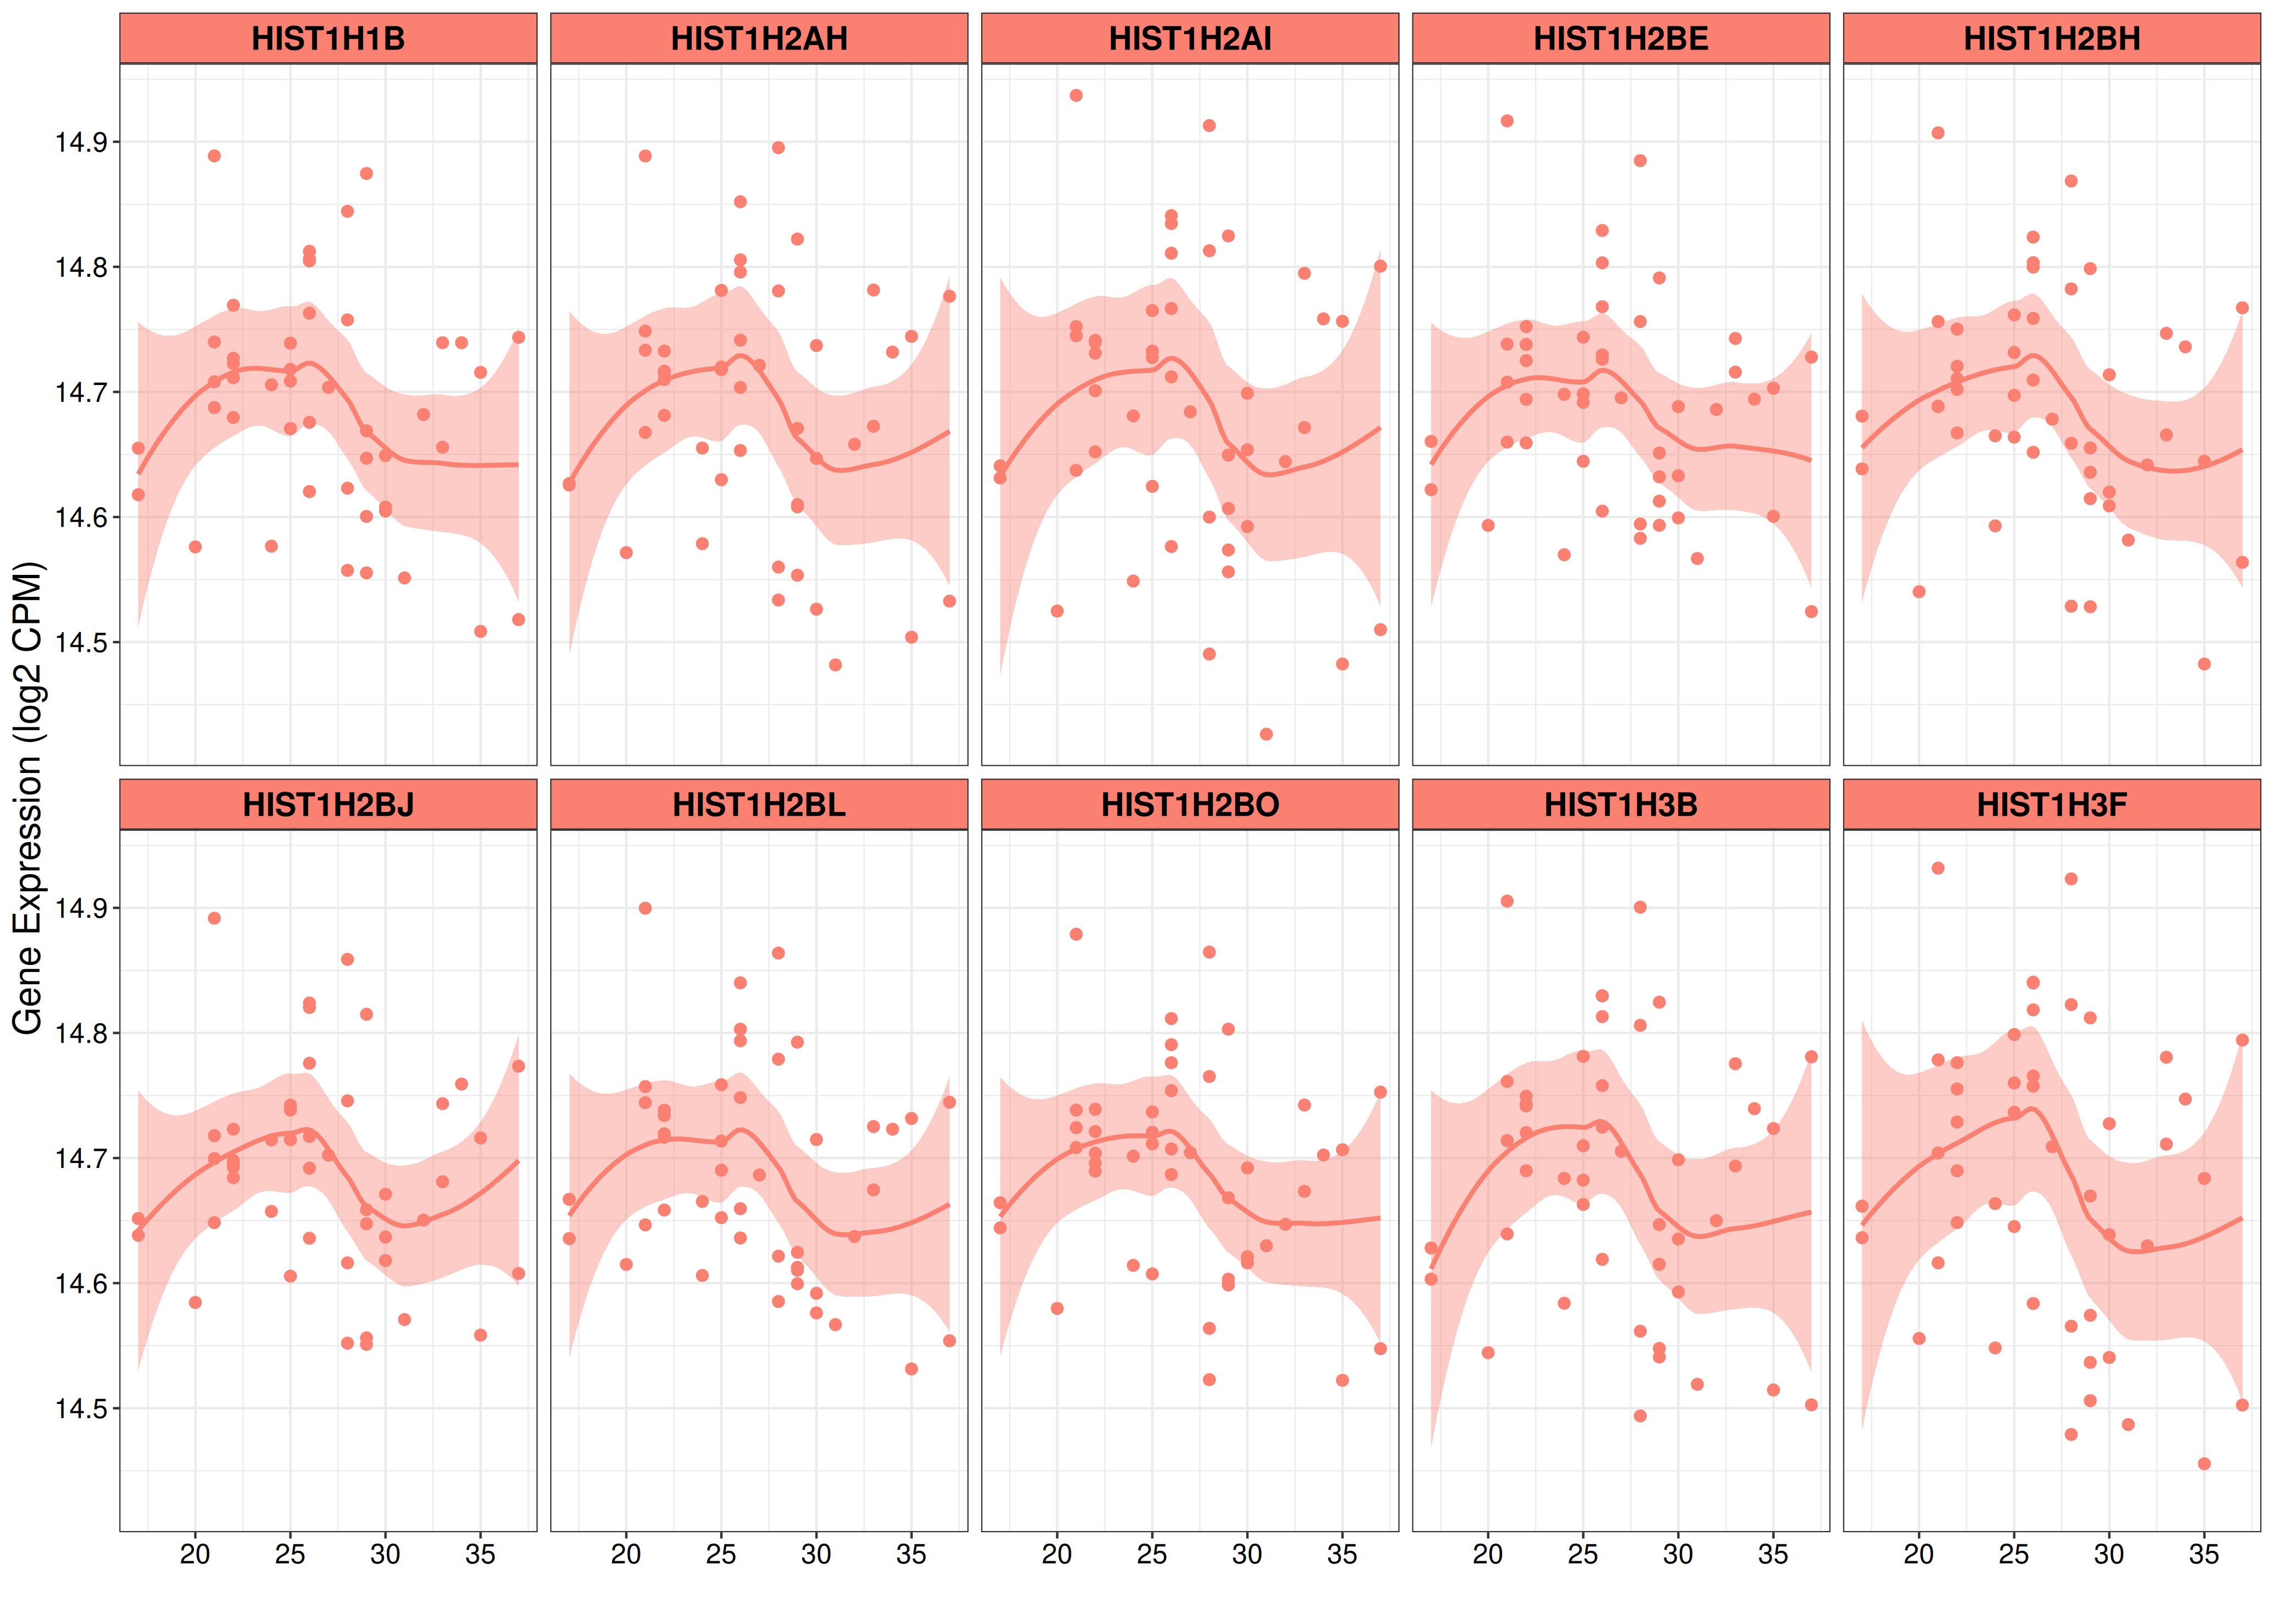 Gene Expression (log2 CPM)
HIST1H1B HIST1H2AH HIST1H2AI HIST1H2BE HIST1H2BH
14.9
14.8
14.7
14.6
14.5
HIST1H2BJ HIST1H2BL HIST1H2BO HIST1H3B HIST1H3F
14.9
14.8
14.7
14.6
14.5
20 25 30 35 20 25 30 35 20 25 30 35 20 25 30 35 20 25 30 35